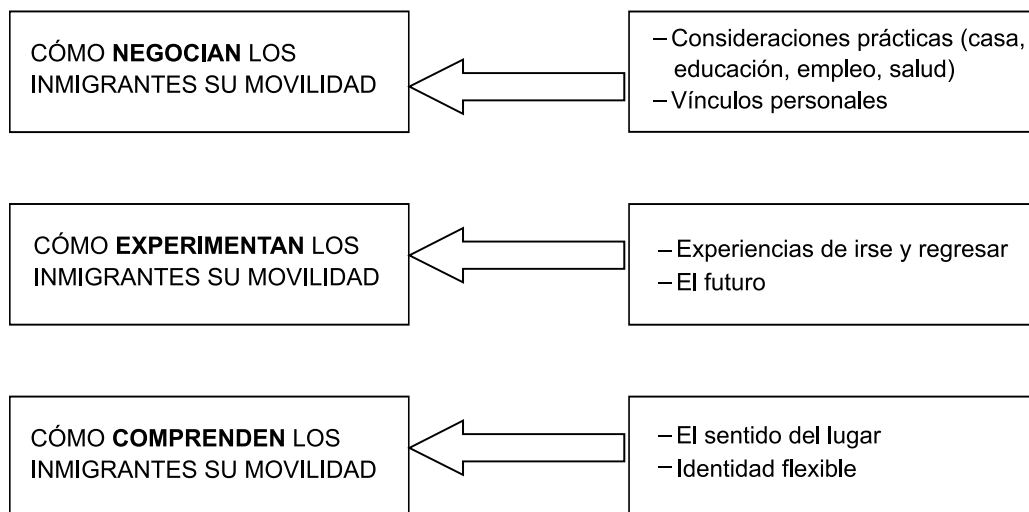 CÓMO NEGOCIAN LOS
INMIGRANTES SU MOVILIDAD
– Consideraciones prácticas (casa,
educación, empleo, salud)
– Vínculos personales
CÓMO EXPERIMENTAN LOS
INMIGRANTES SU MOVILIDAD
– Experiencias de irse y regresar
– El futuro
CÓMO COMPRENDEN LOS
INMIGRANTES SU MOVILIDAD
– El sentido del lugar
– Identidad flexible